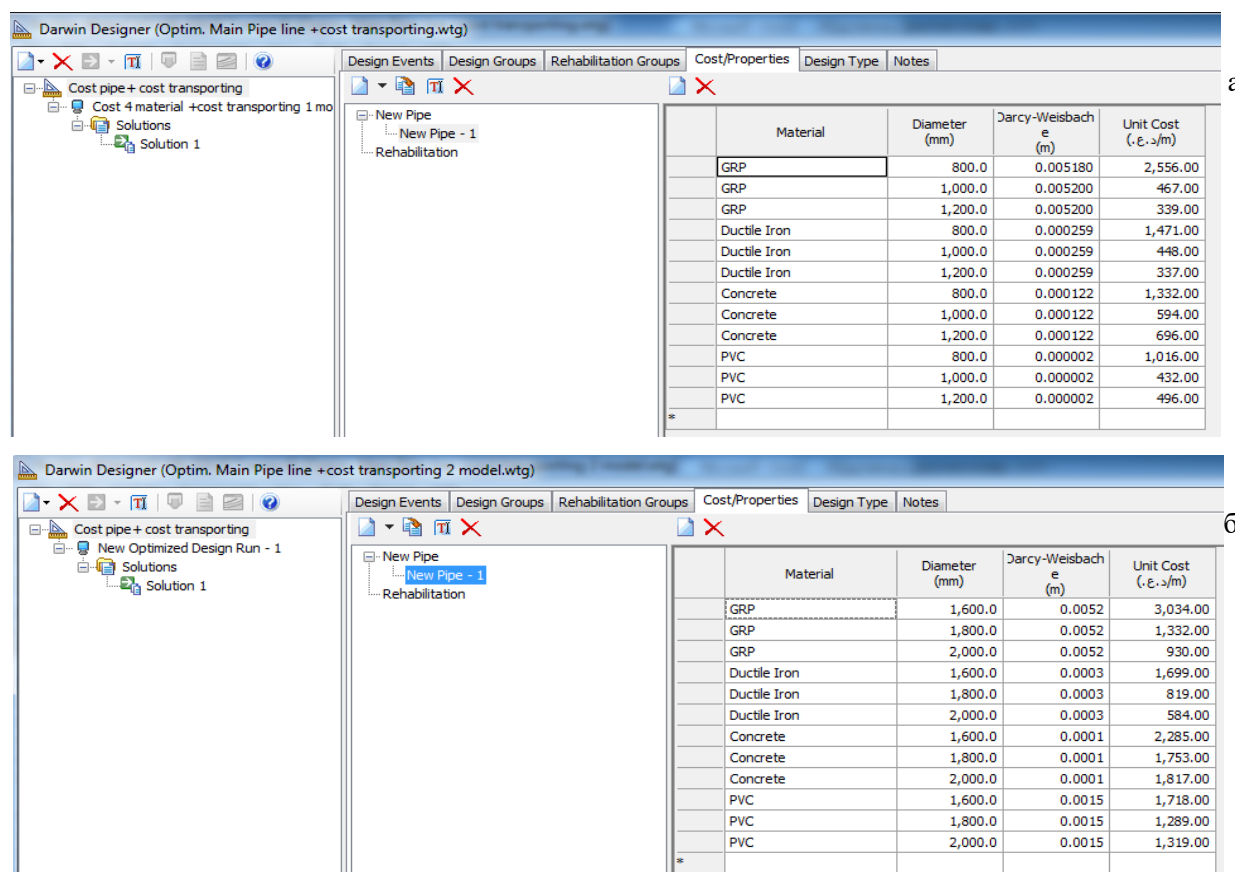 Darwin Designer (Optim. Main Pipe line +cost transporting.wtg)
Design Events Design Groups Rehabilitation Groups Cost/Properties Design Type Notes
Cost pipe+ cost transporting
Cost 4 material +cost transporting 1 mo
Solutions
Solution 1
New Pipe
New Pipe - 1
Rehabilitation
а
Material Diameter (mm) Darcy-Weisbach e (m) Unit Cost (د.ع./m)
GRP 800.0 0.005180 2,556.00
GRP 1,000.0 0.005200 467.00
GRP 1,200.0 0.005200 339.00
Ductile Iron 800.0 0.000259 1,471.00
Ductile Iron 1,000.0 0.000259 448.00
Ductile Iron 1,200.0 0.000259 337.00
Concrete 800.0 0.000122 1,332.00
Concrete 1,000.0 0.000122 594.00
Concrete 1,200.0 0.000122 696.00
PVC 800.0 0.000002 1,016.00
PVC 1,000.0 0.000002 432.00
PVC 1,200.0 0.000002 496.00
*
Darwin Designer (Optim. Main Pipe line +cost transporting 2 model.wtg)
Design Events Design Groups Rehabilitation Groups Cost/Properties Design Type Notes
Cost pipe+ cost transporting
New Optimized Design Run - 1
Solutions
Solution 1
New Pipe
New Pipe - 1
Rehabilitation
б
Material Diameter (mm) Darcy-Weisbach e (m) Unit Cost (د.ع./m)
GRP 1,600.0 0.0052 3,034.00
GRP 1,800.0 0.0052 1,332.00
GRP 2,000.0 0.0052 930.00
Ductile Iron 1,600.0 0.0003 1,699.00
Ductile Iron 1,800.0 0.0003 819.00
Ductile Iron 2,000.0 0.0003 584.00
Concrete 1,600.0 0.0001 2,285.00
Concrete 1,800.0 0.0001 1,753.00
Concrete 2,000.0 0.0001 1,817.00
PVC 1,600.0 0.0015 1,718.00
PVC 1,800.0 0.0015 1,289.00
PVC 2,000.0 0.0015 1,319.00
*